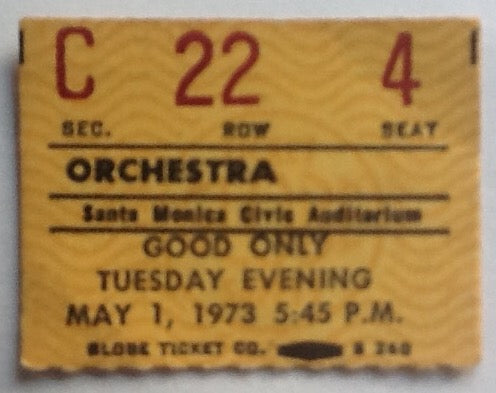 C 22 4
SEC. ROW SEAT
ORCHESTRA
Santa Monica Civic Auditorium
GOOD ONLY
TUESDAY EVENING
MAY 1, 1973 5:45 P.M.
GLOBE TICKET CO.